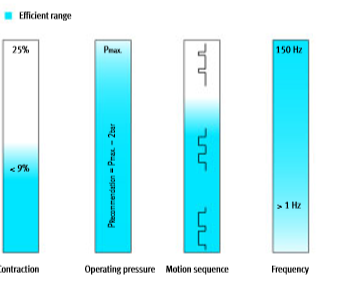 Efficient range
25%
< 9%
Pmax.
Precommendation = Pmax. – 2bar
150 Hz
> 1 Hz
Contraction
Operating pressure
Motion sequence
Frequency